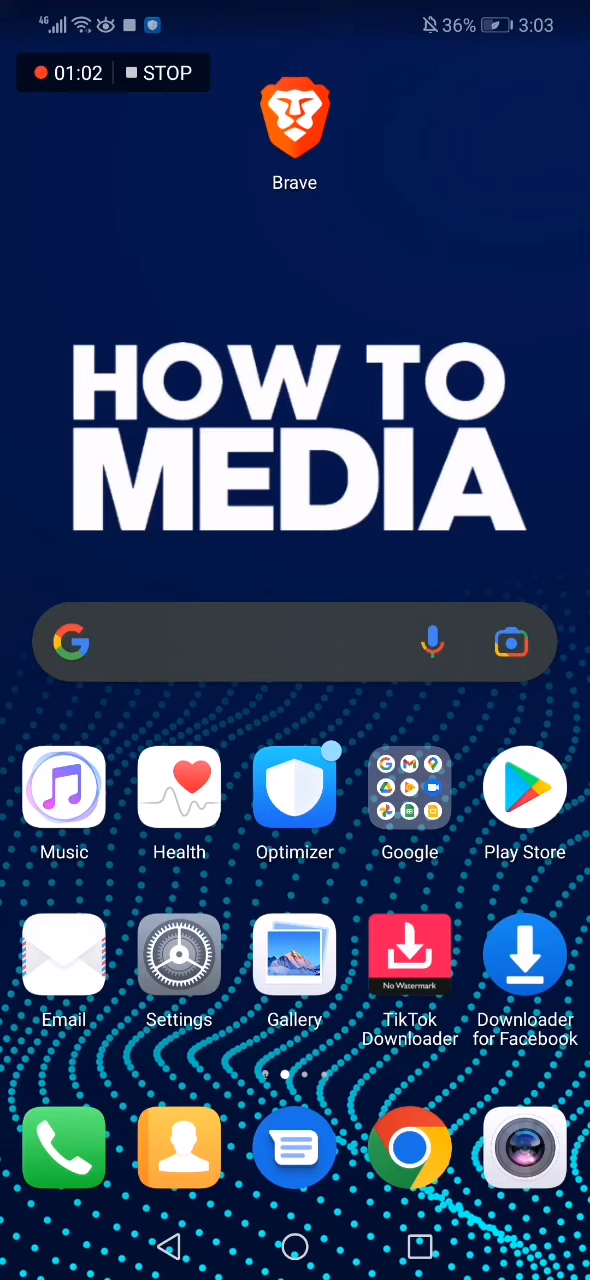 4G 36% 3:03
01:02 STOP
Brave
HOW TO
MEDIA
Music Health Optimizer Google Play Store
No Watermark
Email Settings Gallery TikTok Downloader Downloader for Facebook